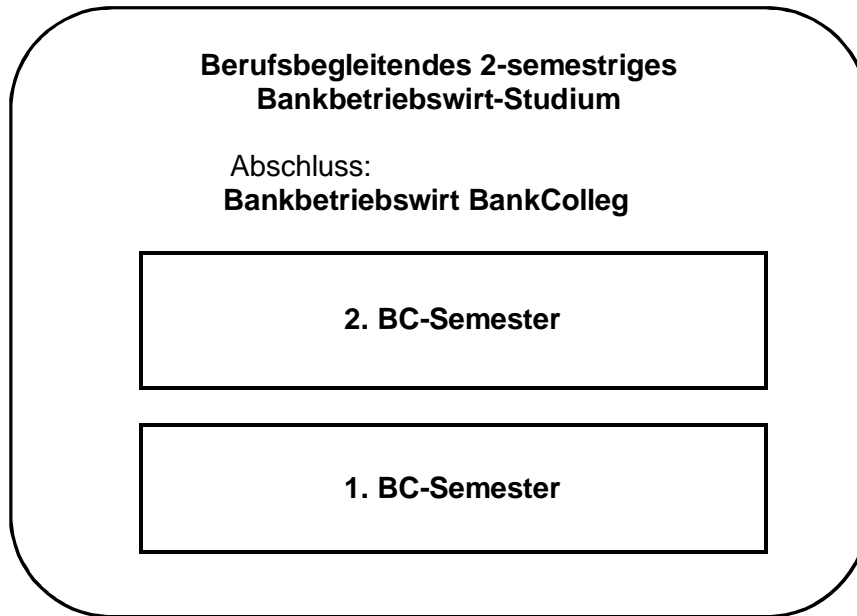 Berufsbegleitendes 2-semestriges
Bankbetriebswirt-Studium
Abschluss:
Bankbetriebswirt BankColleg
2. BC-Semester
1. BC-Semester